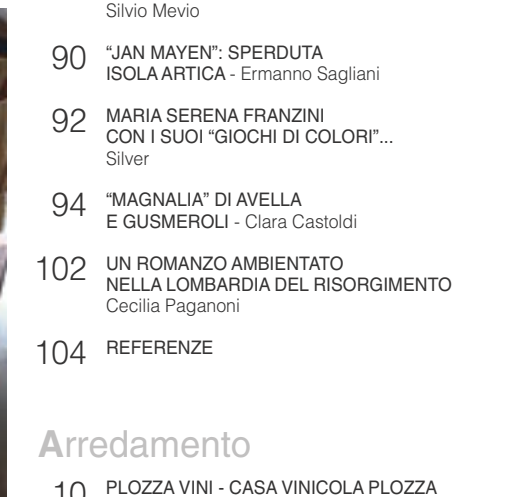 Silvio Mevio
90 “JAN MAYEN”: SPERDUTA
ISOLA ARTICA - Ermanno Sagliani
92 MARIA SERENA FRANZINI
CON I SUOI “GIOCHI DI COLORI”...
Silver
94 “MAGNALIA” DI AVELLA
E GUSMEROLI - Clara Castoldi
102 UN ROMANZO AMBIENTATO
NELLA LOMBARDIA DEL RISORGIMENTO
Cecilia Paganoni
104 REFERENZE
Arredamento
10 PLOZZA VINI - CASA VINICOLA PLOZZA